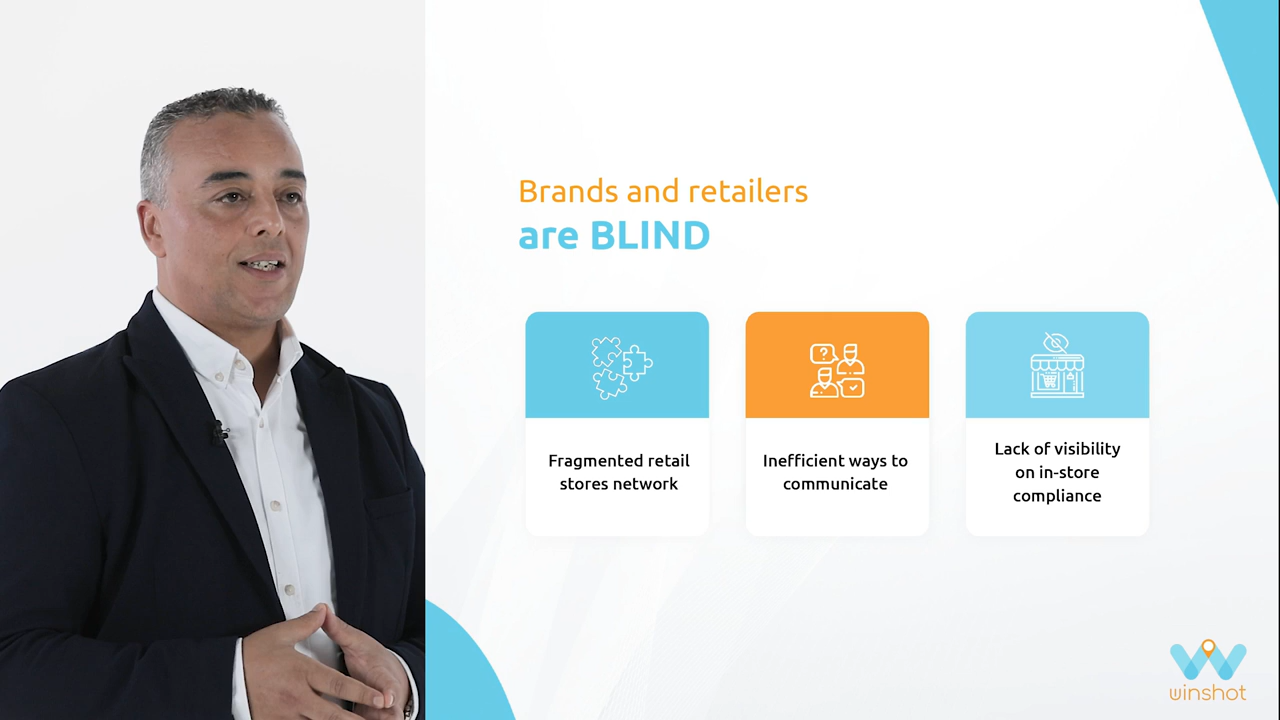 Brands and retailers
are BLIND
Fragmented retail
stores network
Inefficient ways to
communicate
Lack of visibility
on in-store
compliance
winshot